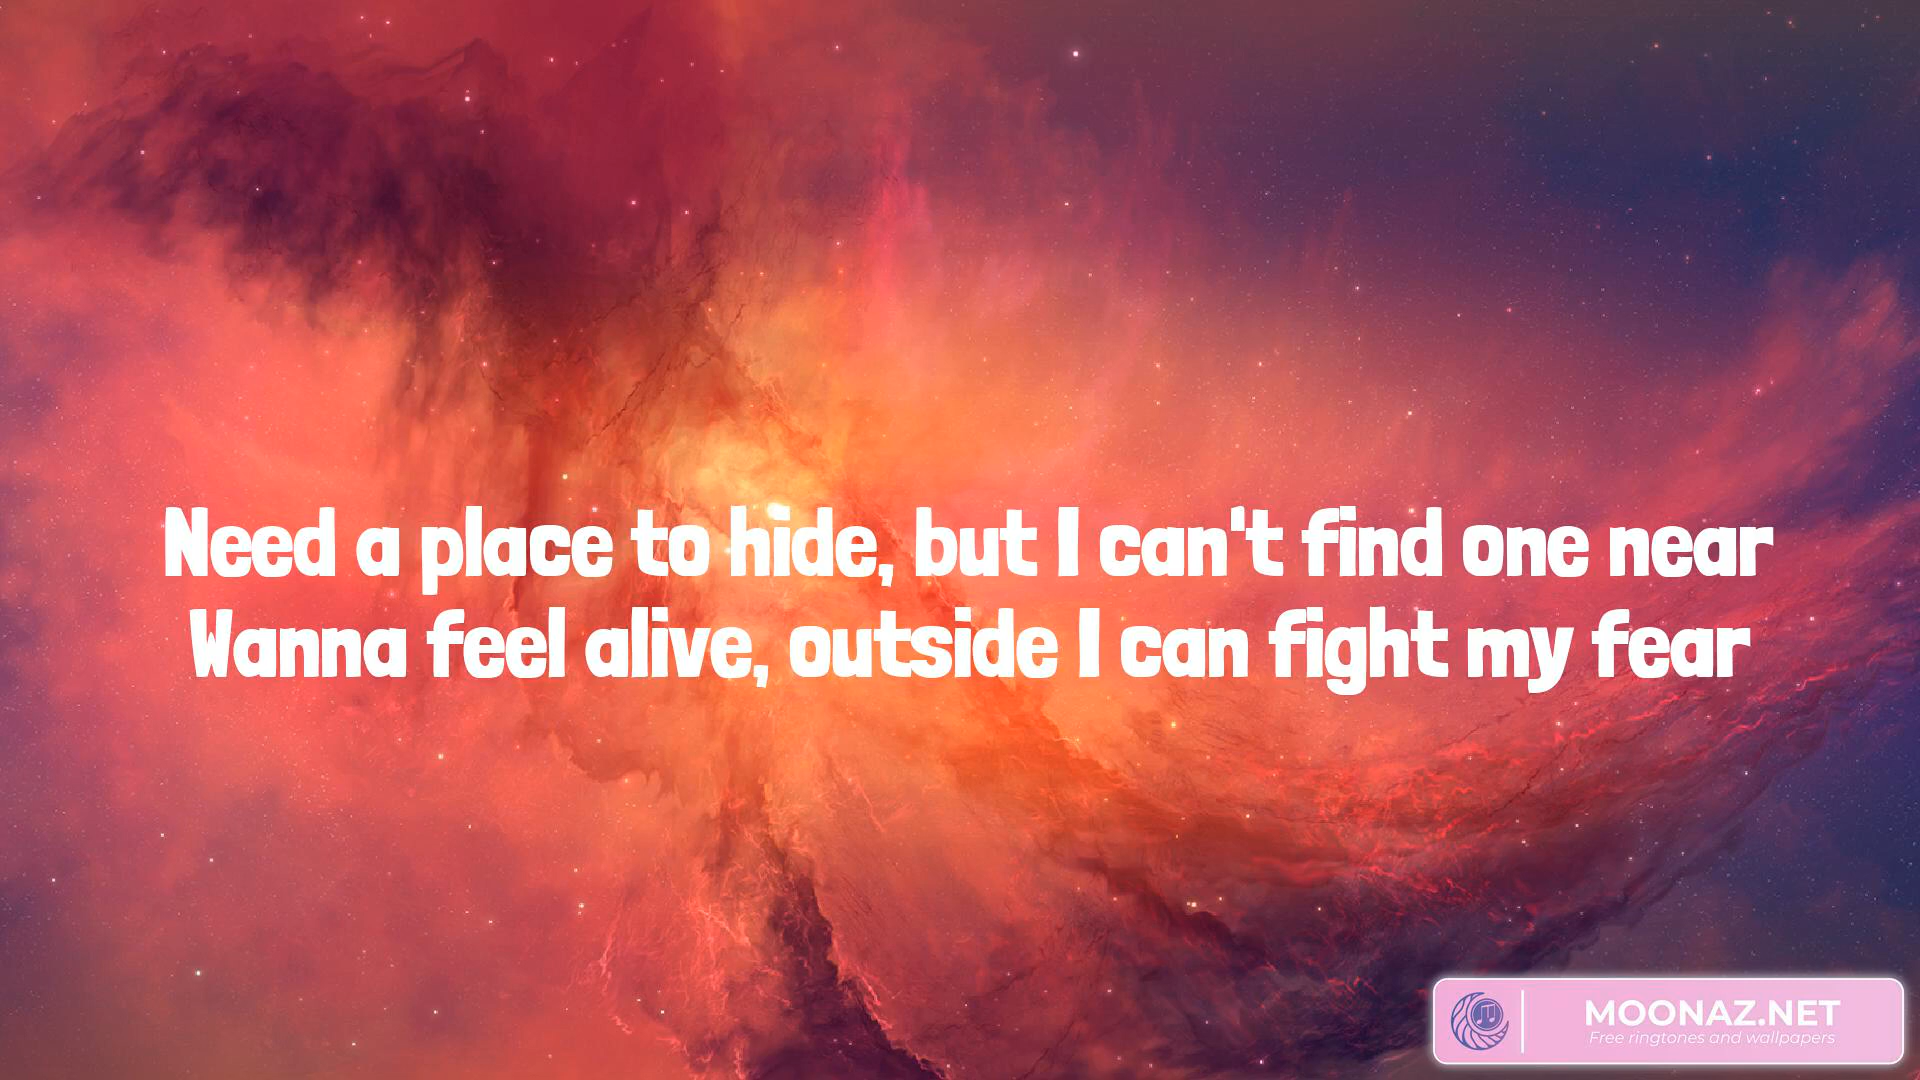 Need a place to hide, but I can't find one near
Wanna feel alive, outside I can fight my fear
MOONAZ.NET
Free ringtones and wallpapers